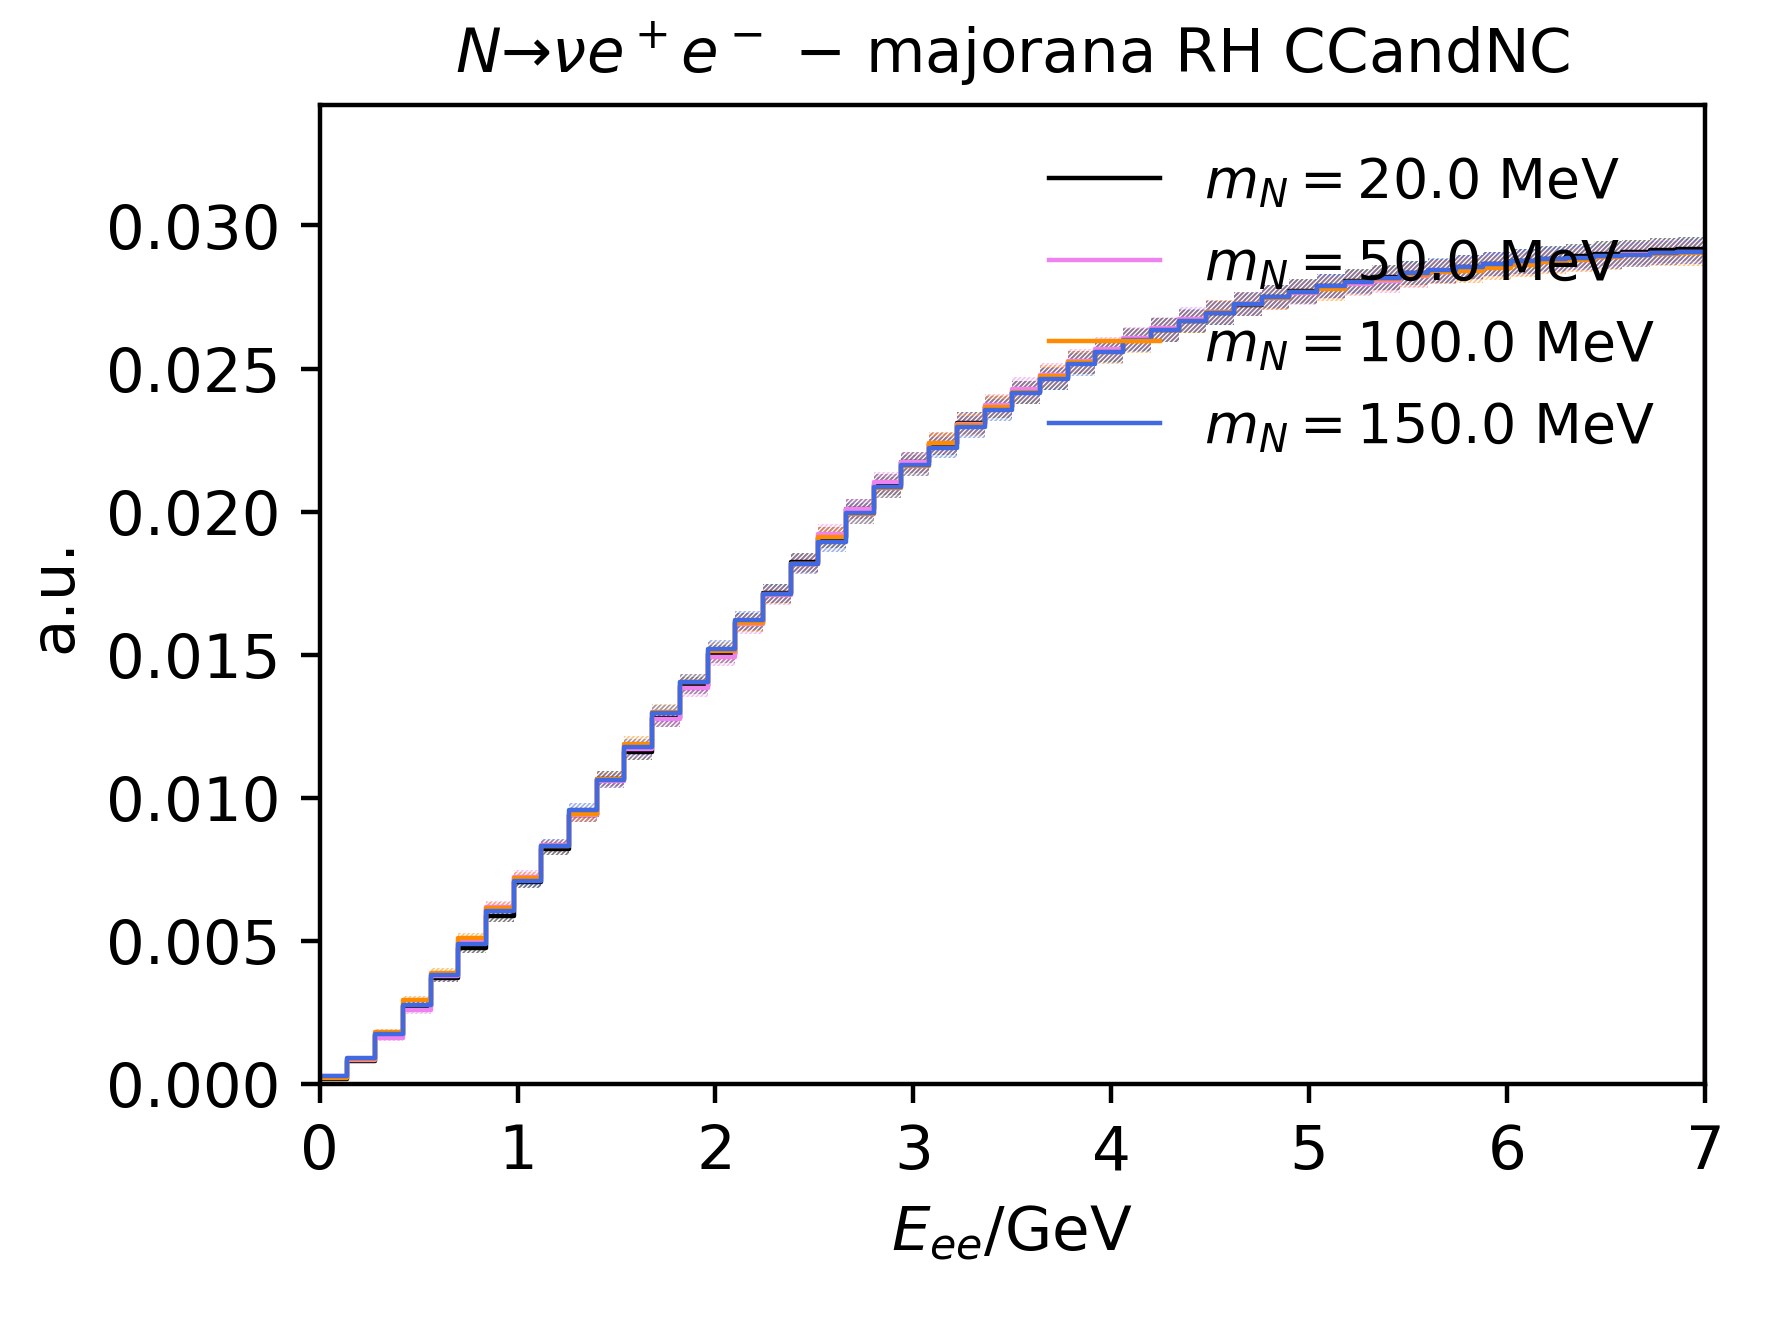 N→νe⁺e⁻ − majorana RH CCandNC
m_N = 20.0 MeV
m_N = 50.0 MeV
m_N = 100.0 MeV
m_N = 150.0 MeV
a.u.
0.030
0.025
0.020
0.015
0.010
0.005
0.000
0 1 2 3 4 5 6 7
E_ee/GeV